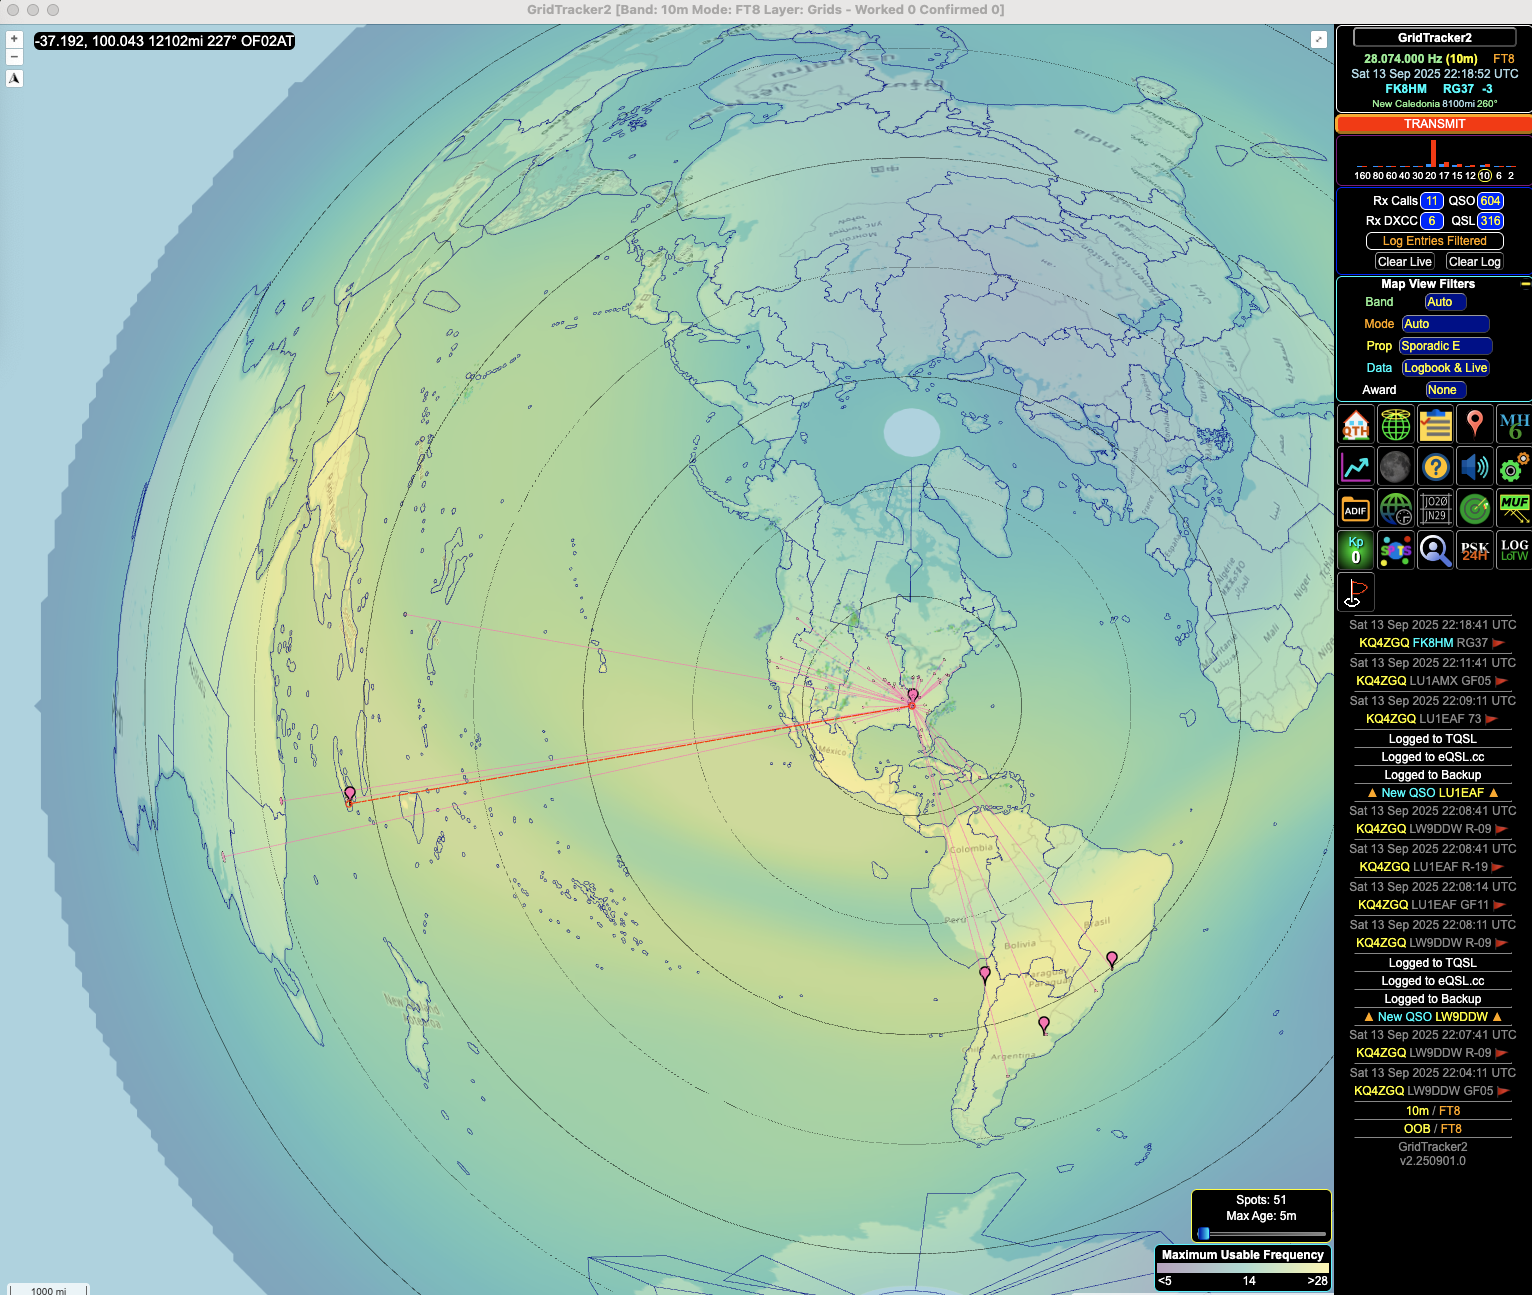 GridTracker2 [Band: 10m Mode: FT8 Layer: Grids - Worked 0 Confirmed 0]
+
−
-37.192, 100.043 12102mi 227° OF02AT
GridTracker2
28.074.000 Hz (10m) FT8
Sat 13 Sep 2025 22:18:52 UTC
FK8HM RG37 -3
New Caledonia 8100mi 260°
TRANSMIT
160 80 60 40 30 20 17 15 12 10 6 2
Rx Calls 11 QSO 604
Rx DXCC 6 QSL 316
Log Entries Filtered
Clear Live Clear Log
Map View Filters
Band Auto
Mode Auto
Prop Sporadic E
Data Logbook & Live
Award None
QTH
MH
6
ADIF
JO20
JN29
MUF
Kp
0
SPOTS
PSK
24H
LOG
LoTW
Sat 13 Sep 2025 22:18:41 UTC
KQ4ZGQ FK8HM RG37
Sat 13 Sep 2025 22:11:41 UTC
KQ4ZGQ LU1AMX GF05
Sat 13 Sep 2025 22:09:11 UTC
KQ4ZGQ LU1EAF 73
Logged to TQSL
Logged to eQSL.cc
Logged to Backup
New QSO LU1EAF
Sat 13 Sep 2025 22:08:41 UTC
KQ4ZGQ LW9DDW R-09
Sat 13 Sep 2025 22:08:41 UTC
KQ4ZGQ LU1EAF R-19
Sat 13 Sep 2025 22:08:14 UTC
KQ4ZGQ LU1EAF GF11
Sat 13 Sep 2025 22:08:11 UTC
KQ4ZGQ LW9DDW R-09
Logged to TQSL
Logged to eQSL.cc
Logged to Backup
New QSO LW9DDW
Sat 13 Sep 2025 22:07:41 UTC
KQ4ZGQ LW9DDW R-09
Sat 13 Sep 2025 22:04:11 UTC
KQ4ZGQ LW9DDW GF05
10m / FT8
OOB / FT8
GridTracker2
v2.250901.0
India
中国
Mali
Niger
Mauritanie
México
Colombia
Perú
Brasil
Bolivia
Paraguay
Argentina
Spots: 51
Max Age: 5m
Maximum Usable Frequency
<5 14 >28
1000 mi